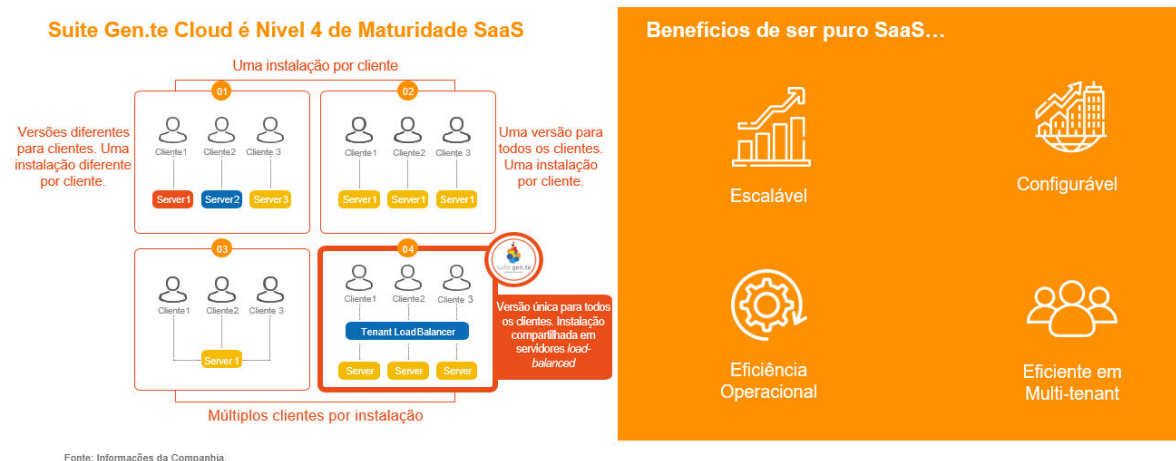 Suite Gen.te Cloud é Nível 4 de Maturidade SaaS
Uma instalação por cliente
Versões diferentes
para clientes. Uma
instalação diferente
por cliente.
01
Cliente1 Cliente2 Cliente 3
Server1 Server2 Server3
02
Cliente1 Cliente2 Cliente 3
Server1 Server1 Server1
Uma versão para
todos os clientes.
Uma instalação
por cliente.
03
Cliente1 Cliente2 Cliente 3
Server 1
04
Cliente1 Cliente2 Cliente 3
Tenant LoadBalancer
Server Server Server
suite gen.te
Versão única para todos
os clientes. Instalação
compartilhada em
servidores load-
balanced
Múltiplos clientes por instalação
Fonte: Informações da Companhia.
Benefícios de ser puro SaaS…
Escalável
Configurável
Eficiência
Operacional
Eficiente em
Multi-tenant